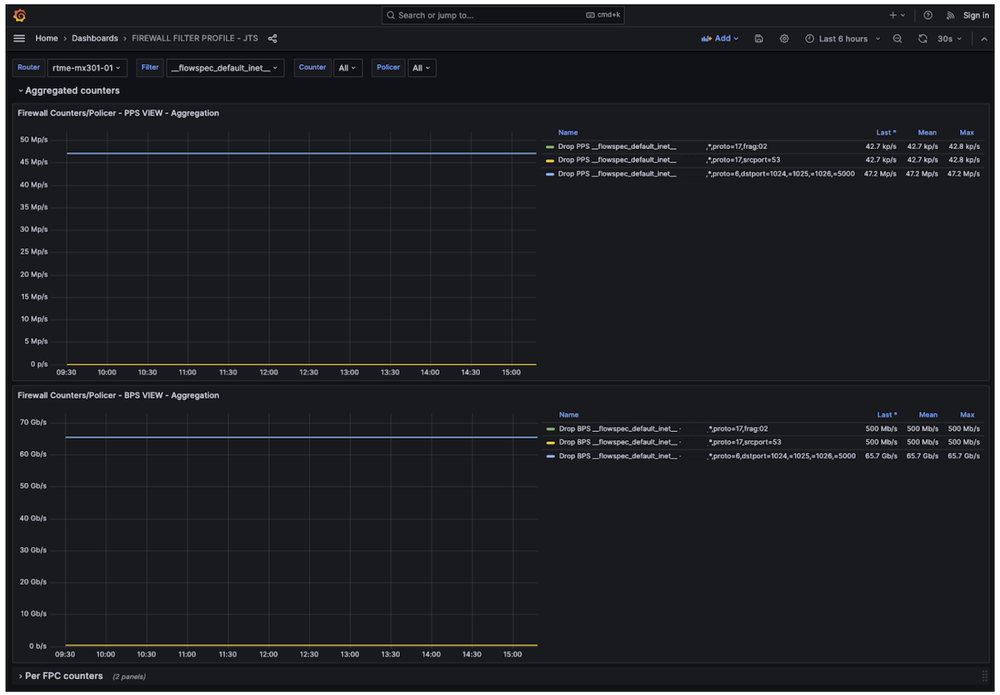 Search or jump to... cmd+k Sign in
Home › Dashboards › FIREWALL FILTER PROFILE - JTS Add Last 6 hours 30s
Router rtme-mx301-01 Filter __flowspec_default_inet__ Counter All Policer All
Aggregated counters
Firewall Counters/Policer - PPS VIEW - Aggregation
50 Mp/s
45 Mp/s
40 Mp/s
35 Mp/s
30 Mp/s
25 Mp/s
20 Mp/s
15 Mp/s
10 Mp/s
5 Mp/s
0 p/s
09:30 10:00 10:30 11:00 11:30 12:00 12:30 13:00 13:30 14:00 14:30 15:00
Name Last * Mean Max
Drop PPS __flowspec_default_inet__ ,*,proto=17,frag:02 42.7 kp/s 42.7 kp/s 42.8 kp/s
Drop PPS __flowspec_default_inet__ ,*,proto=17,srcport=53 42.7 kp/s 42.7 kp/s 42.8 kp/s
Drop PPS __flowspec_default_inet__ ,*,proto=6,dstport=1024,=1025,=1026,=5000 47.2 Mp/s 47.2 Mp/s 47.2 Mp/s
Firewall Counters/Policer - BPS VIEW - Aggregation
70 Gb/s
60 Gb/s
50 Gb/s
40 Gb/s
30 Gb/s
20 Gb/s
10 Gb/s
0 b/s
09:30 10:00 10:30 11:00 11:30 12:00 12:30 13:00 13:30 14:00 14:30 15:00
Name Last * Mean Max
Drop BPS __flowspec_default_inet__ - .*,proto=17,frag:02 500 Mb/s 500 Mb/s 500 Mb/s
Drop BPS __flowspec_default_inet__ - .*,proto=17,srcport=53 500 Mb/s 500 Mb/s 500 Mb/s
Drop BPS __flowspec_default_inet__ - .*,proto=6,dstport=1024,=1025,=1026,=5000 65.7 Gb/s 65.7 Gb/s 65.7 Gb/s
Per FPC counters (2 panels)